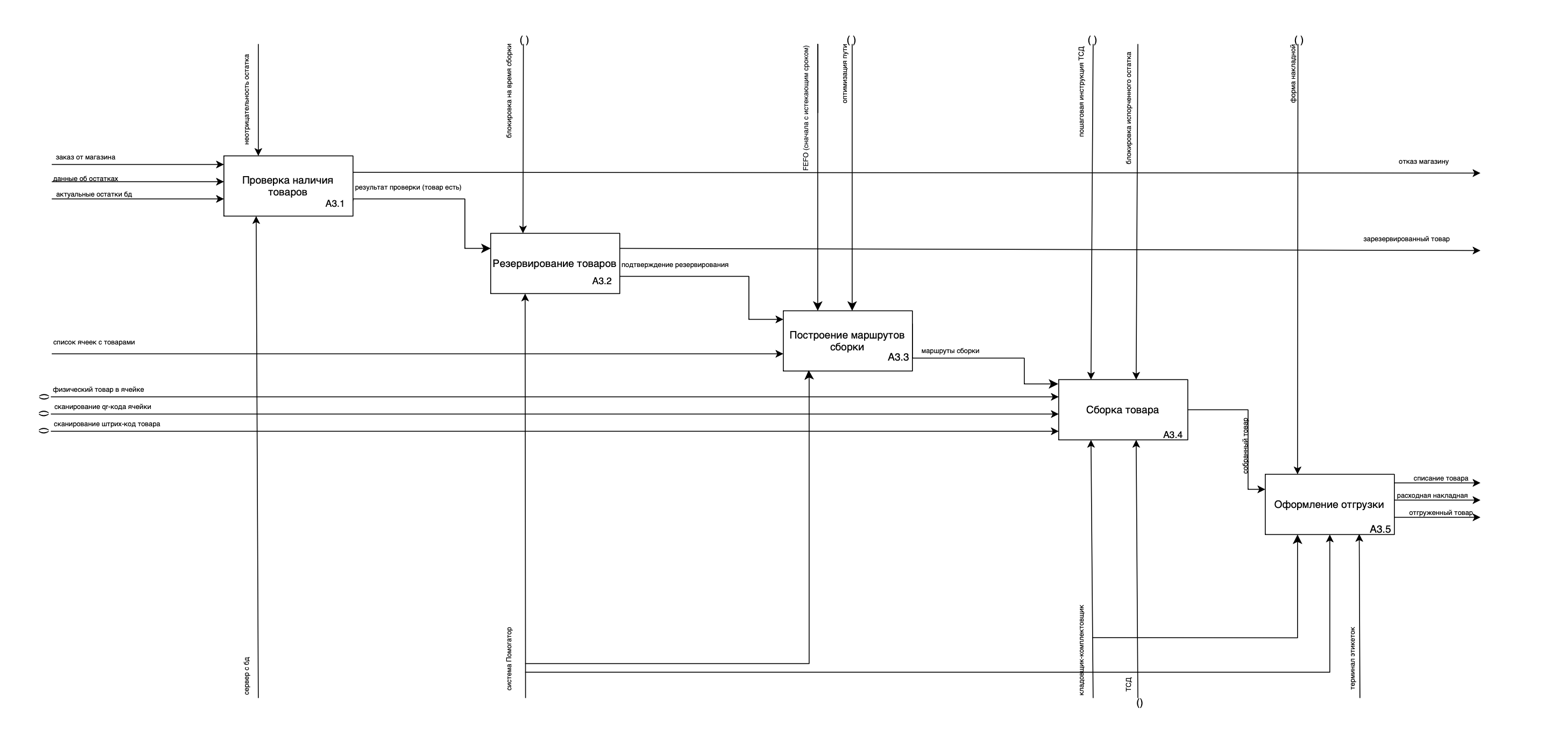 ( )
( )
( )
( )
неотрицательность остатка
блокировка на время сборки
FEFO (сначала с истекающим сроком)
оптимизация пути
пошаговая инструкция ТСД
блокировка испорченного остатка
форма накладной
заказ от магазина
данные об остатках
актуальные остатки бд
Проверка наличия
товаров
А3.1
отказ магазину
результат проверки (товар есть)
Резервирование товаров
А3.2
зарезервированный товар
подтверждение резервирования
список ячеек с товарами
Построение маршрутов
сборки
А3.3
маршруты сборки
()
физический товар в ячейке
()
сканирование qr-кода ячейки
()
сканирование штрих-код товара
Сборка товара
А3.4
собранный товар
Оформление отгрузки
А3.5
списание товара
расходная накладная
отгруженный товар
сервер с бд
система Помогатор
кладовщик-комплектовщик
ТСД
()
терминал этикеток